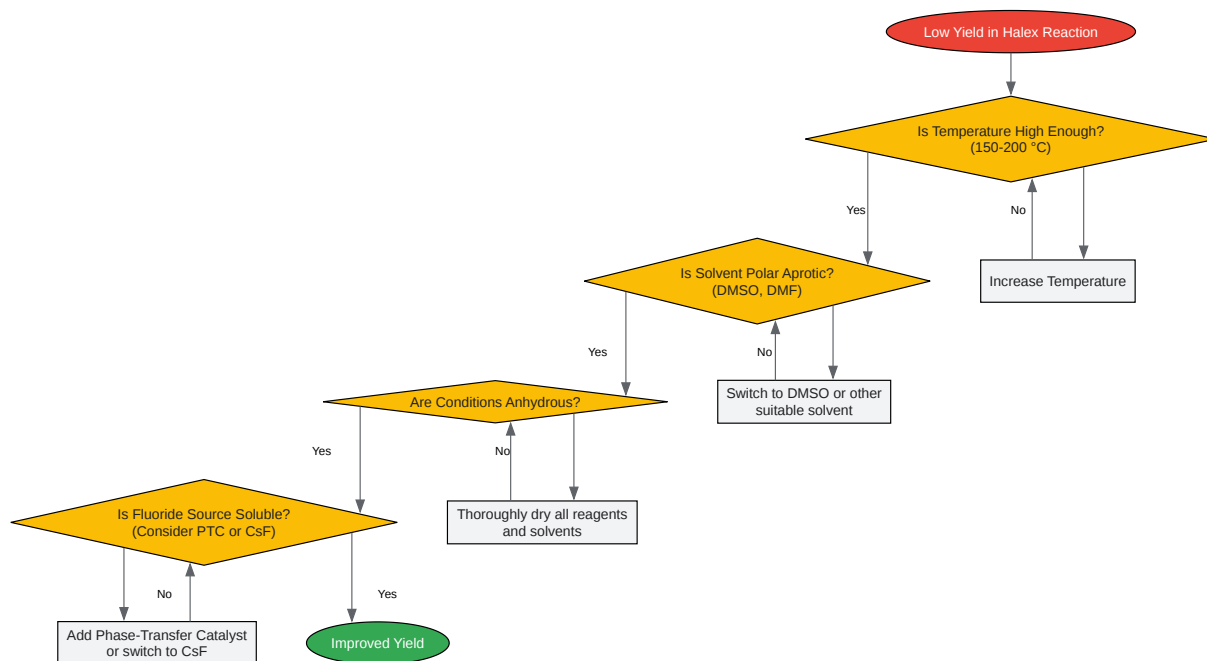 Low Yield in Halex Reaction
Is Temperature High Enough?
(150-200 °C)
Yes
No
Is Solvent Polar Aprotic?
(DMSO, DMF)
Increase Temperature
Yes
No
Are Conditions Anhydrous?
Switch to DMSO or other
suitable solvent
Yes
No
Is Fluoride Source Soluble?
(Consider PTC or CsF)
Thoroughly dry all reagents
and solvents
No
Yes
Add Phase-Transfer Catalyst
or switch to CsF
Improved Yield